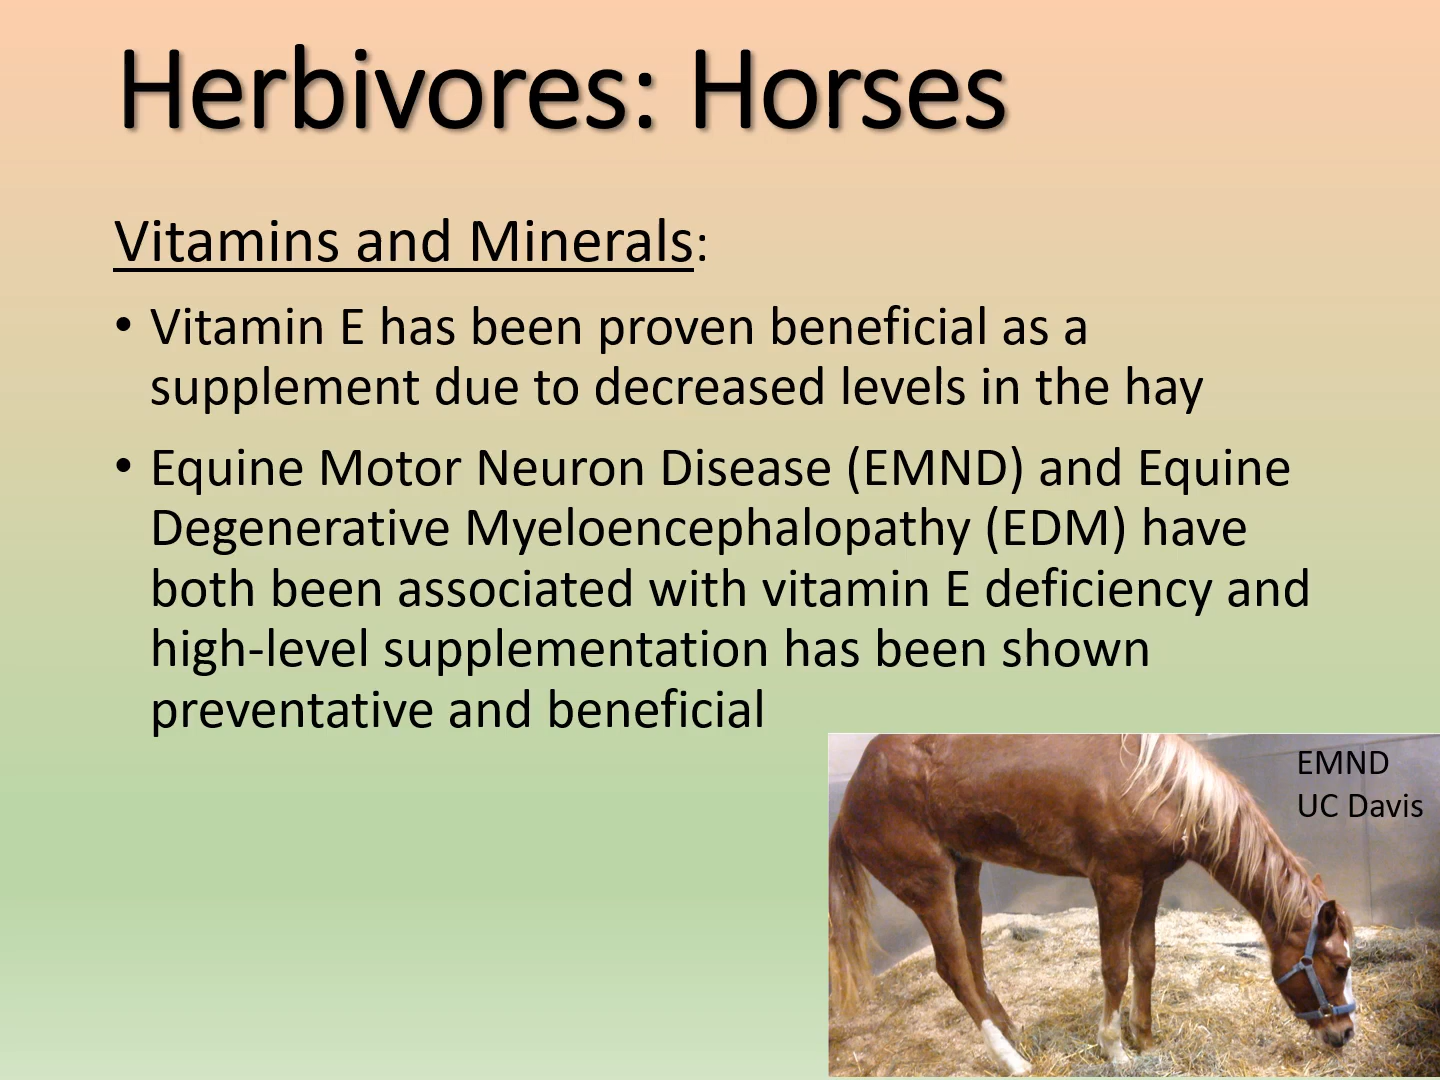 Herbivores: Horses
Vitamins and Minerals:
• Vitamin E has been proven beneficial as a
supplement due to decreased levels in the hay
• Equine Motor Neuron Disease (EMND) and Equine
Degenerative Myeloencephalopathy (EDM) have
both been associated with vitamin E deficiency and
high-level supplementation has been shown
preventative and beneficial
EMND
UC Davis